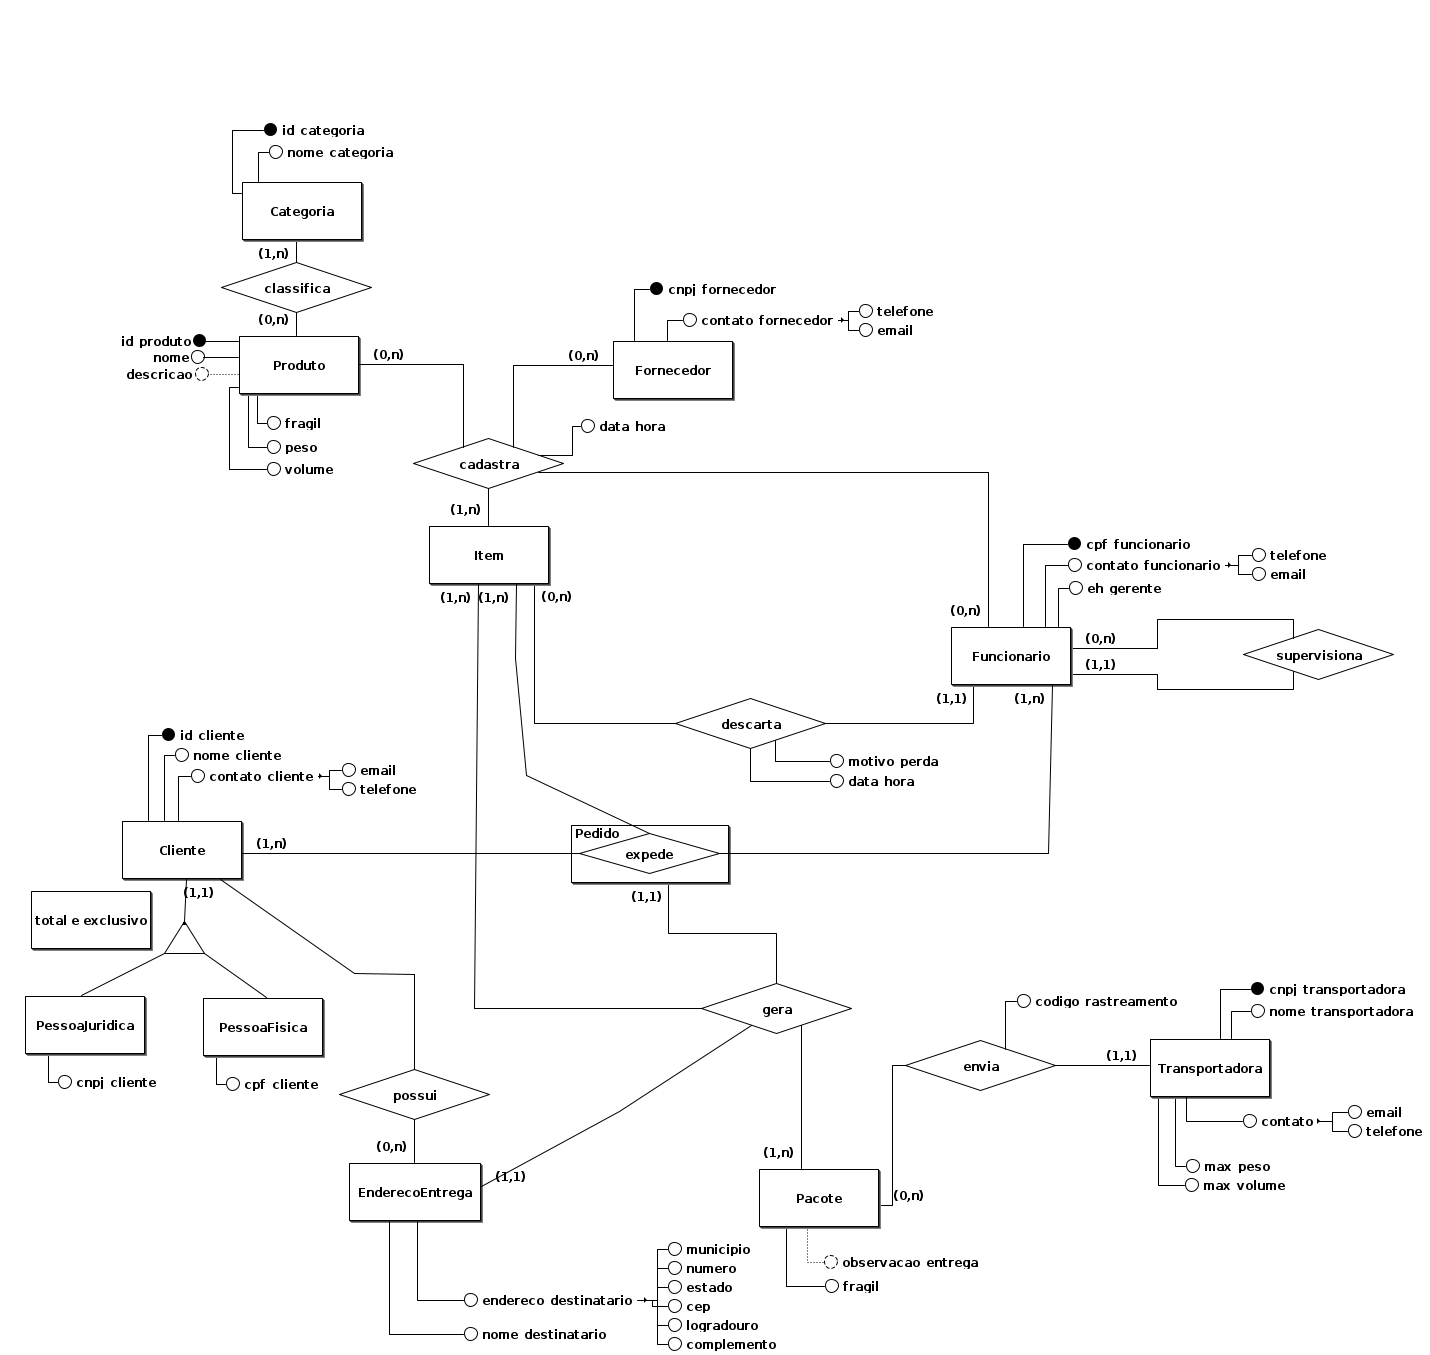 id categoria
nome categoria
Categoria
(1,n)
classifica
(0,n)
id produto
nome
descricao
Produto
(0,n)
fragil
peso
volume
cnpj fornecedor
contato fornecedor
telefone
email
(0,n)
Fornecedor
data hora
cadastra
(1,n)
Item
(1,n)
(1,n)
(0,n)
cpf funcionario
contato funcionario
telefone
email
eh gerente
(0,n)
Funcionario
(0,n)
(1,1)
supervisiona
(1,1)
(1,n)
descarta
motivo perda
data hora
id cliente
nome cliente
contato cliente
email
telefone
Cliente
(1,n)
Pedido
expede
(1,1)
(1,1)
total e exclusivo
PessoaJuridica
PessoaFisica
cnpj cliente
cpf cliente
gera
possui
(0,n)
(1,1)
EnderecoEntrega
(1,n)
Pacote
(0,n)
codigo rastreamento
envia
(1,1)
cnpj transportadora
nome transportadora
Transportadora
contato
email
telefone
max peso
max volume
observacao entrega
fragil
endereco destinatario
municipio
numero
estado
cep
logradouro
complemento
nome destinatario